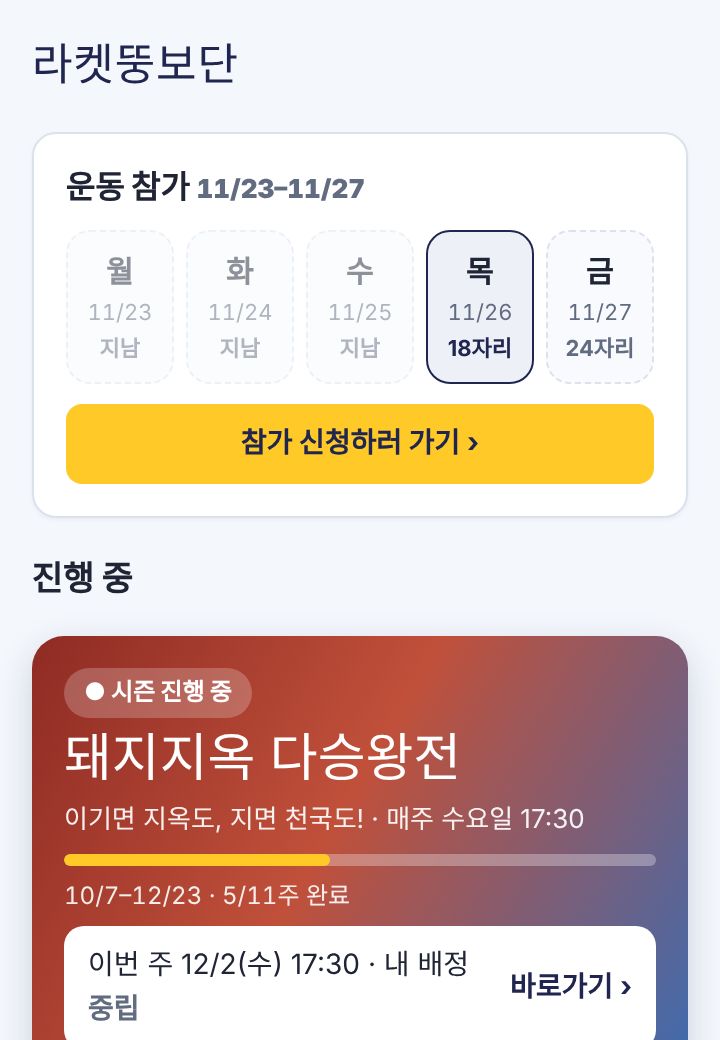 라켓뚱보단
운동 참가 11/23–11/27
월 화 수 목 금
11/23 11/24 11/25 11/26 11/27
지남 지남 지남 18자리 24자리
참가 신청하러 가기 ›
진행 중
시즌 진행 중
돼지지옥 다승왕전
이기면 지옥도, 지면 천국도! · 매주 수요일 17:30
10/7–12/23 · 5/11주 완료
이번 주 12/2(수) 17:30 · 내 배정
중립
바로가기 ›